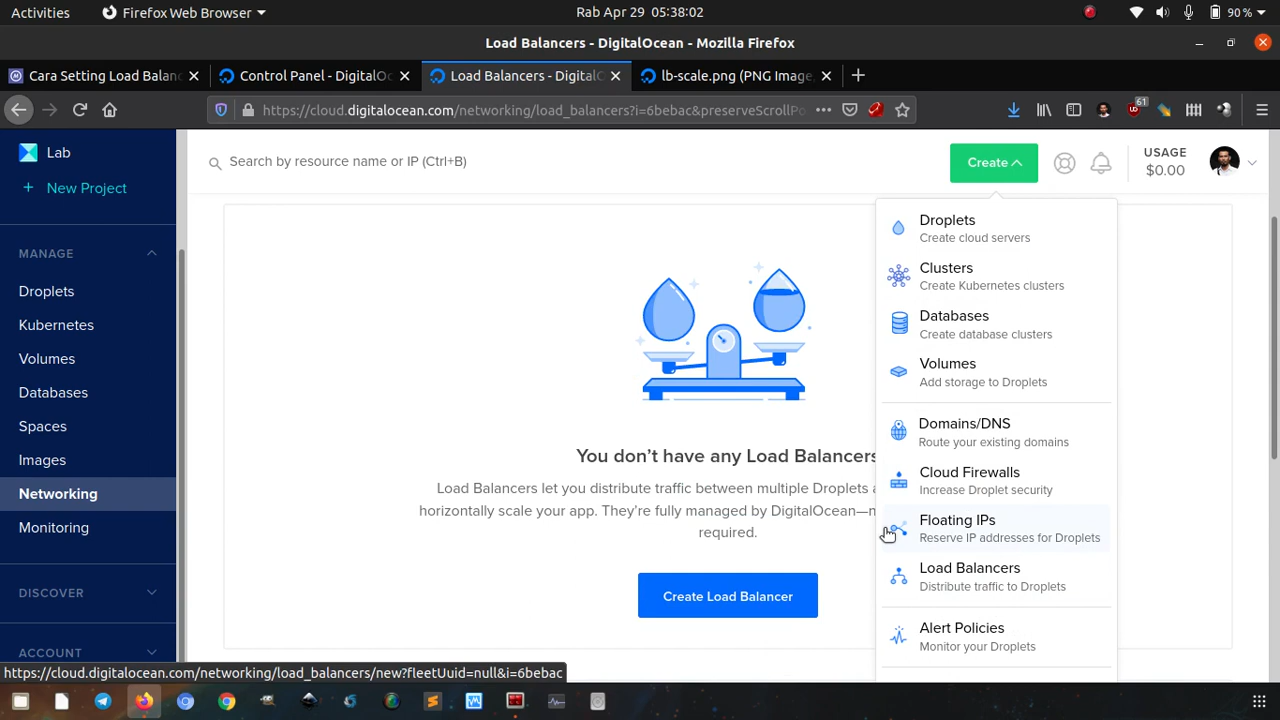 Activities
Firefox Web Browser
Rab Apr 29 05:38:02
90 %
Load Balancers - DigitalOcean - Mozilla Firefox
Cara Setting Load Balanc
Control Panel - DigitalOc
Load Balancers - DigitalO
lb-scale.png (PNG Image,
https://cloud.digitalocean.com/networking/load_balancers?i=6bebac&preserveScrollPo
61
Lab
New Project
Search by resource name or IP (Ctrl+B)
Create
USAGE
$0.00
MANAGE
Droplets
Kubernetes
Volumes
Databases
Spaces
Images
Networking
Monitoring
DISCOVER
ACCOUNT
You don't have any Load Balancers
Load Balancers let you distribute traffic between multiple Droplets a
horizontally scale your app. They're fully managed by DigitalOcean—n
required.
Create Load Balancer
Droplets
Create cloud servers
Clusters
Create Kubernetes clusters
Databases
Create database clusters
Volumes
Add storage to Droplets
Domains/DNS
Route your existing domains
Cloud Firewalls
Increase Droplet security
Floating IPs
Reserve IP addresses for Droplets
Load Balancers
Distribute traffic to Droplets
Alert Policies
Monitor your Droplets
https://cloud.digitalocean.com/networking/load_balancers/new?fleetUuid=null&i=6bebac